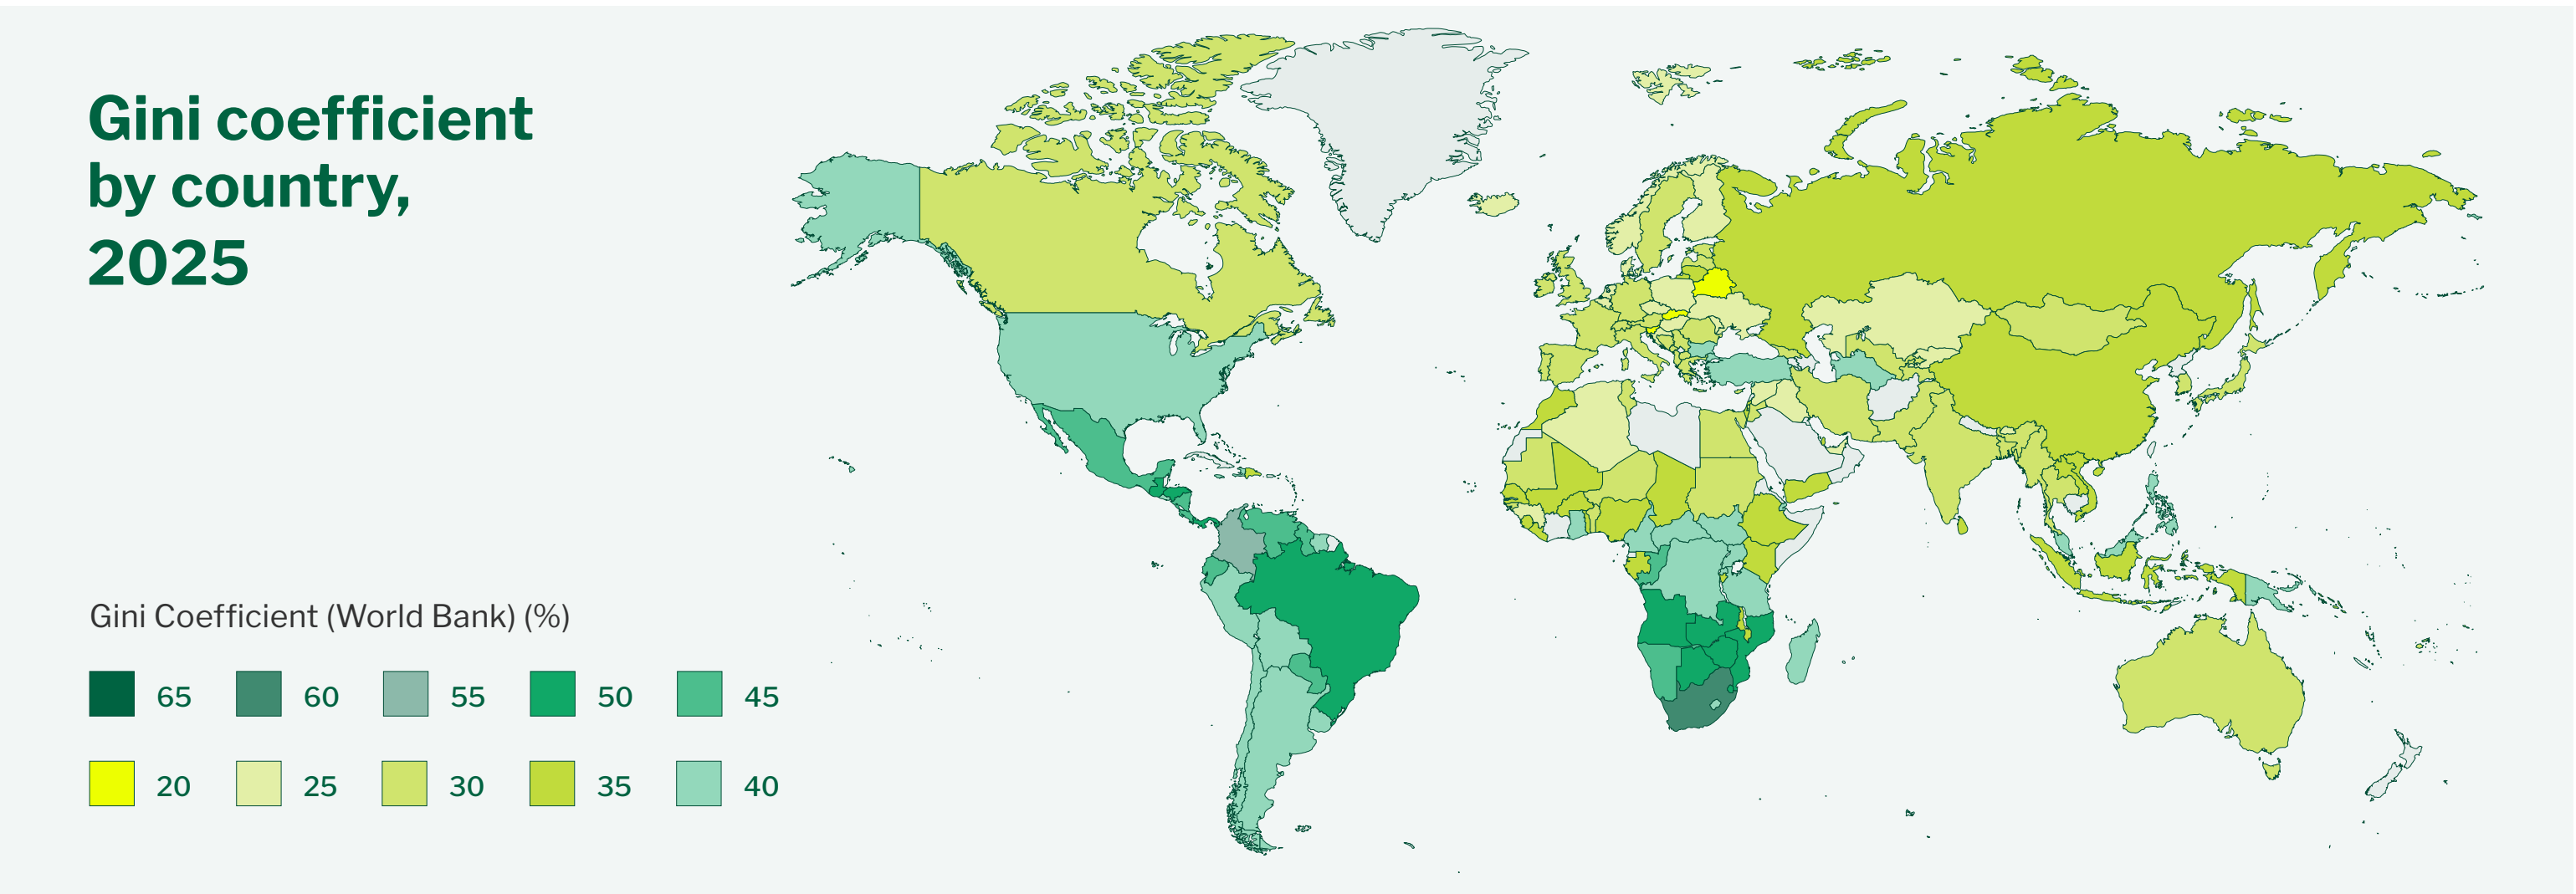 Gini coefficient
by country,
2025
Gini Coefficient (World Bank) (%)
65 60 55 50 45
20 25 30 35 40